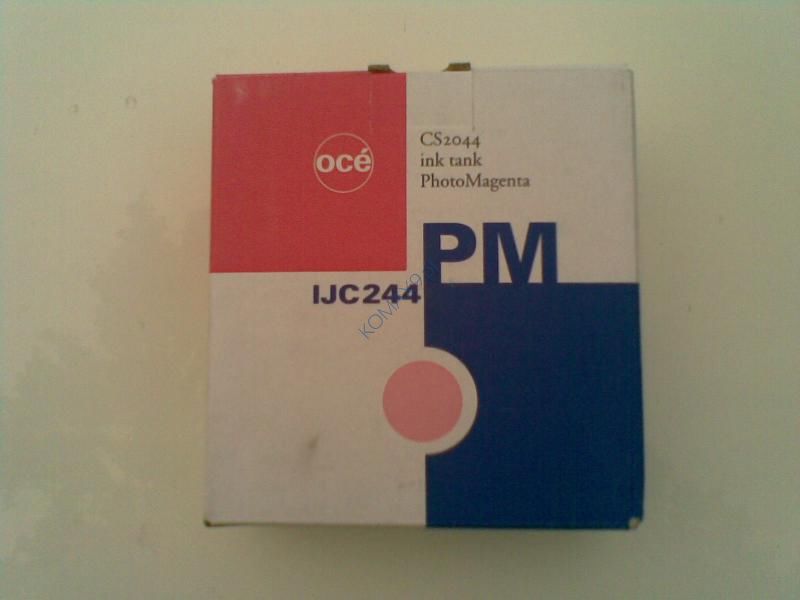 océ
CS2044
ink tank
PhotoMagenta
PM
IJC244